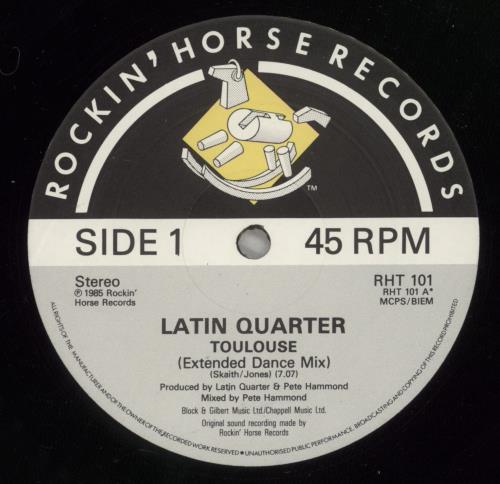 ROCKIN' HORSE RECORDS
TM
SIDE 1
45 RPM
Stereo
Ⓟ 1985 Rockin'
Horse Records
RHT 101
RHT 101 A*
MCPS/BIEM
LATIN QUARTER
TOULOUSE
(Extended Dance Mix)
(Skaith/Jones) (7.07)
Produced by Latin Quarter & Pete Hammond
Mixed by Pete Hammond
Block & Gilbert Music Ltd/Chappell Music Ltd.
Original sound recording made by
Rockin' Horse Records
ALL RIGHTS OF THE MANUFACTURER AND OF THE OWNER OF THE RECORDED WORK RESERVED ★ UNAUTHORISED PUBLIC PERFORMANCE, BROADCASTING AND COPYING OF THIS RECORD PROHIBITED